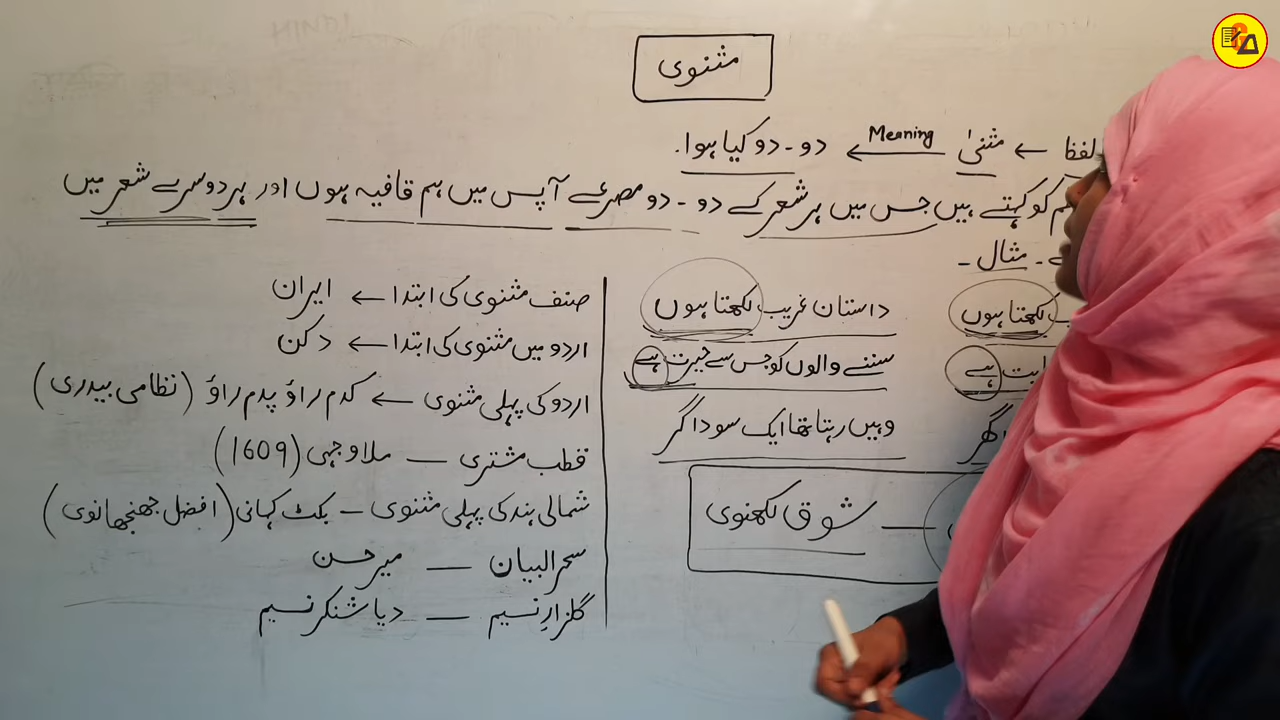 مثنوی
لفظ ← مثنیٰ ← Meaning دو - دو کیا ہوا.
کو کہتے ہیں جس میں ہر شعر کے دو - دو مصرعے آپس میں ہم قافیہ ہوں اور ہر دوسرے شعر میں
مثال -
لکھتا ہوں داستان غریب لکھتا ہوں
ہے سننے والوں کو جس سے حیرت ہے
وہیں رہتا تھا ایک سوداگر
— شوق لکھنوی
صنف مثنوی کی ابتدا ← ایران
اردو میں مثنوی کی ابتدا ← دکن
اردو کی پہلی مثنوی ← کدم راؤ پدم راؤ (نظامی بیدری)
قطب مشتری — ملا وجہی (1609)
شمالی ہند کی پہلی مثنوی – بکٹ کہانی (افضل جھنجھانوی)
سحرالبیان — میر حسن
گلزارِ نسیم — دیا شنکر نسیم